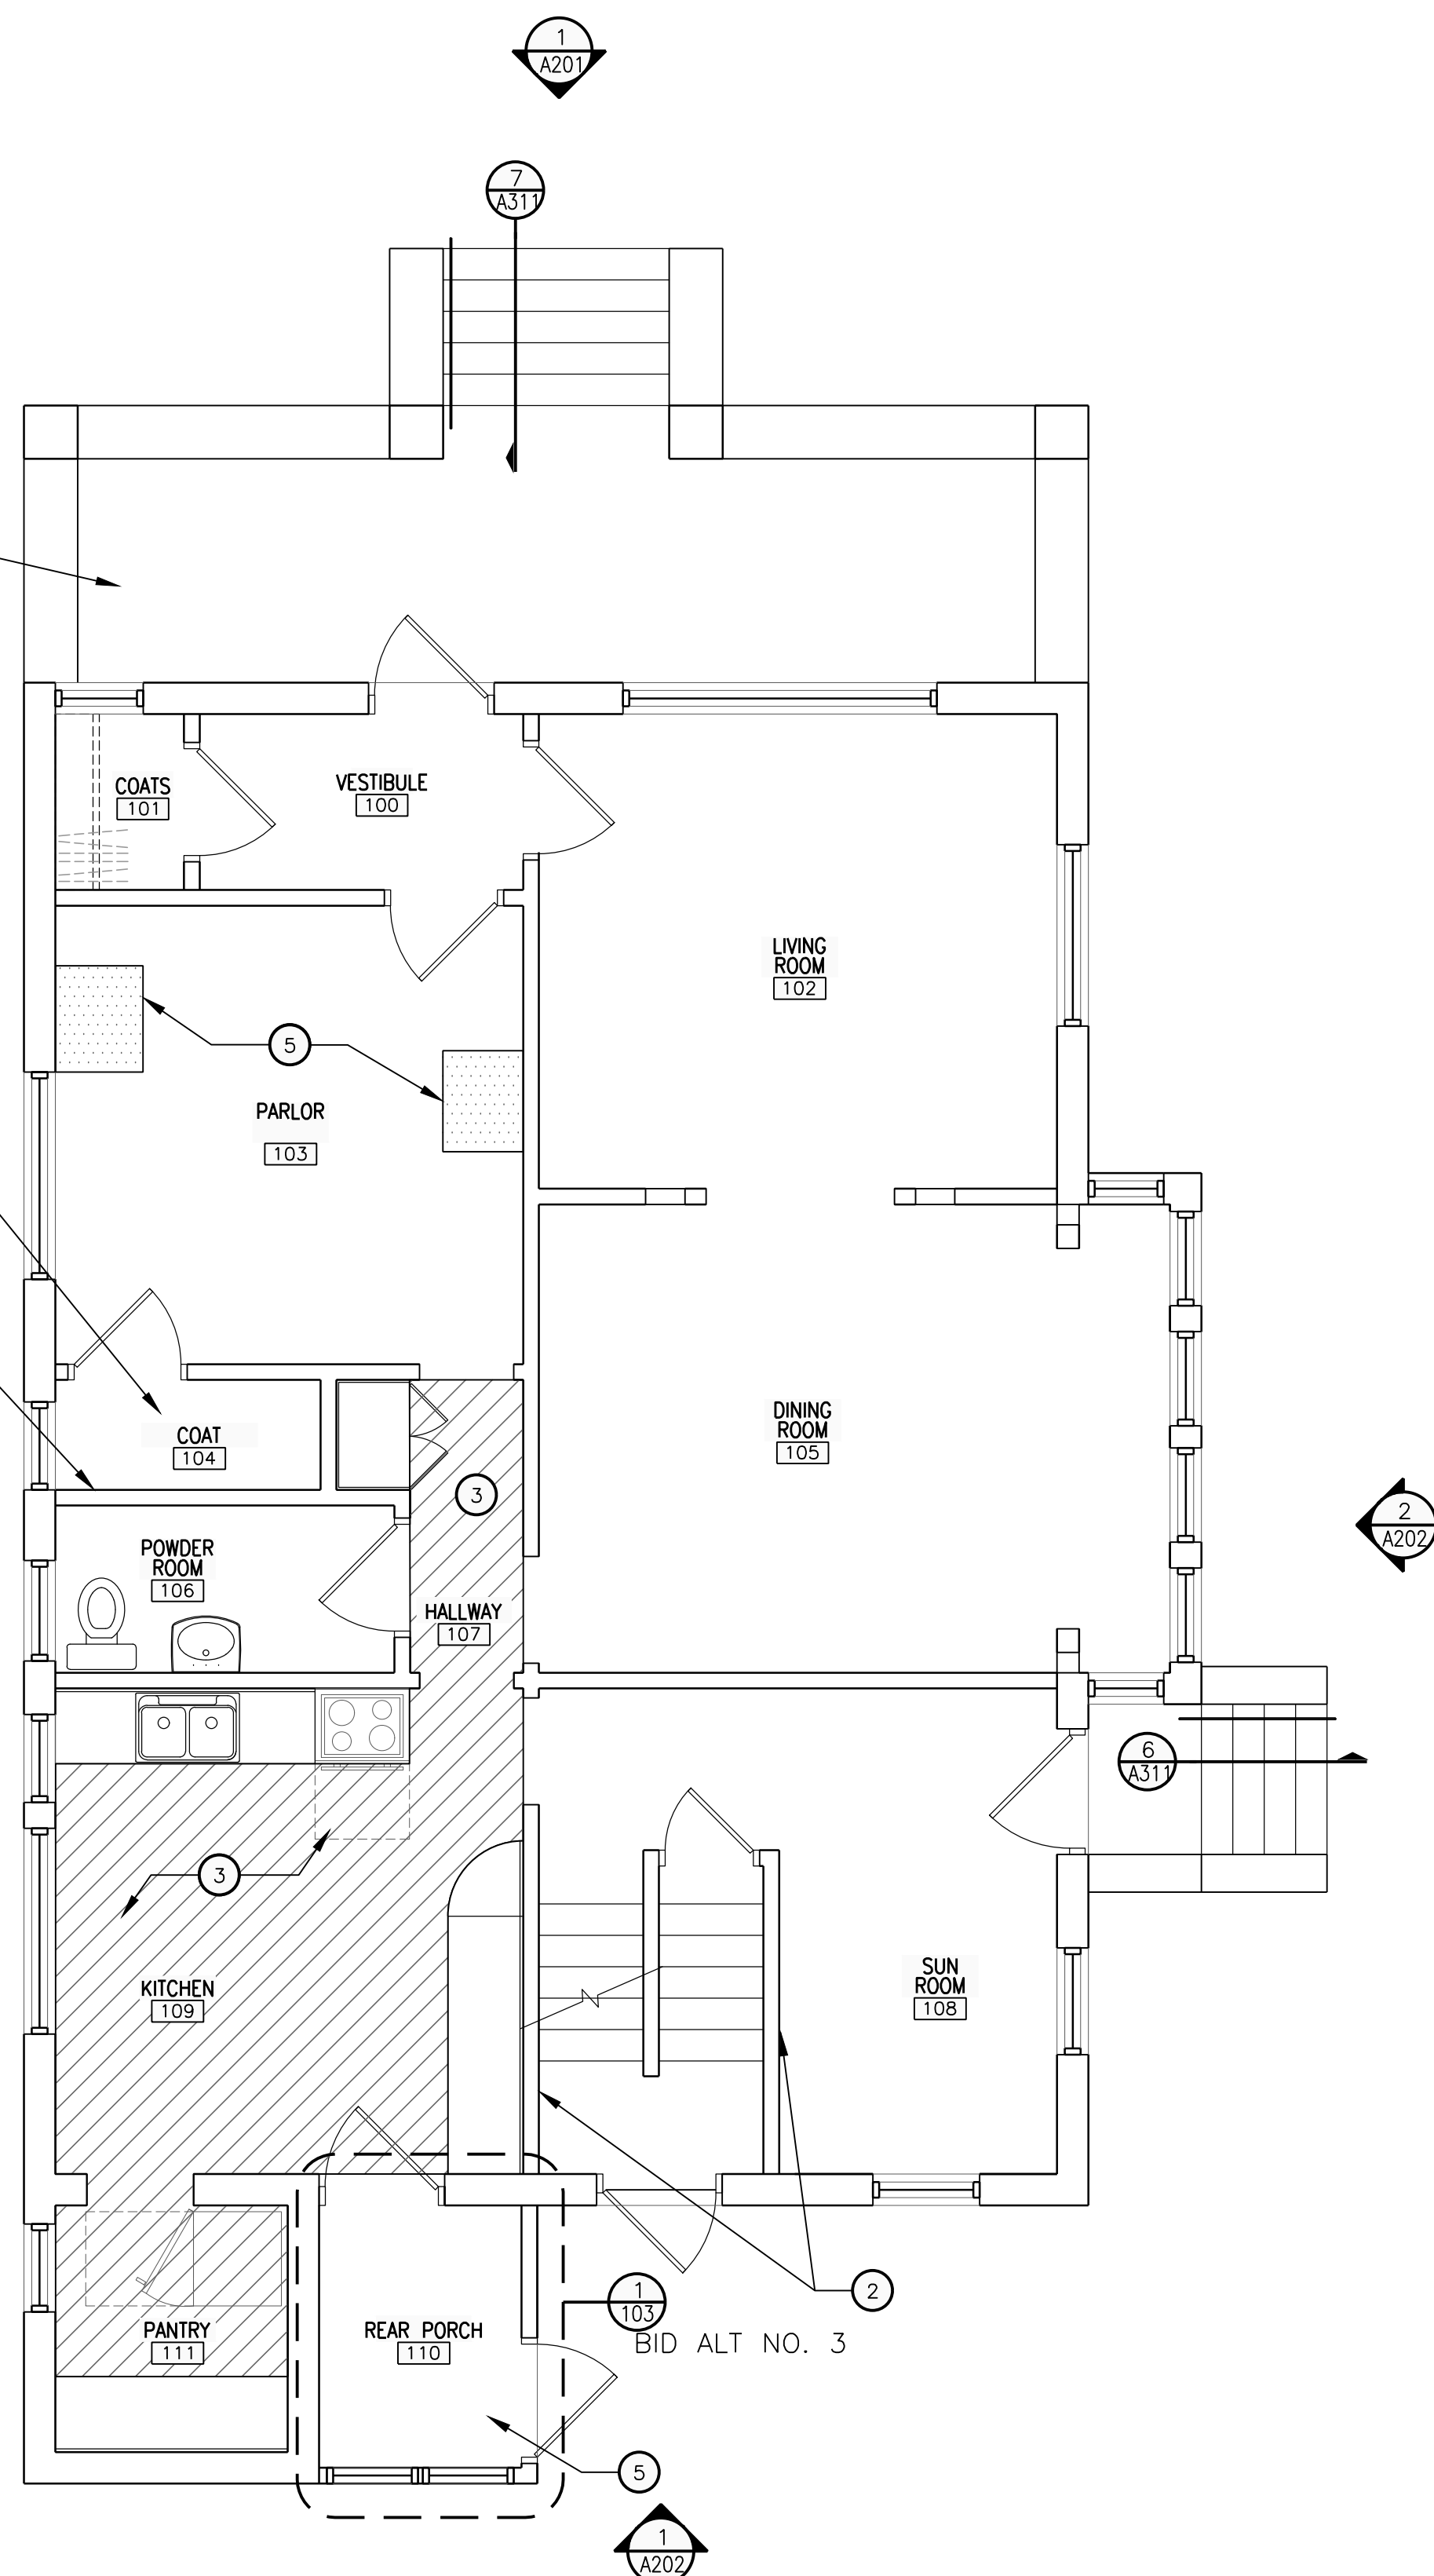 1
A201
7
A311
COATS
101
VESTIBULE
100
LIVING
ROOM
102
5
PARLOR
103
DINING
ROOM
105
COAT
104
3
2
A202
POWDER
ROOM
106
HALLWAY
107
6
A311
3
KITCHEN
109
SUN
ROOM
108
2
1
103
BID ALT NO. 3
PANTRY
111
REAR PORCH
110
5
1
A202